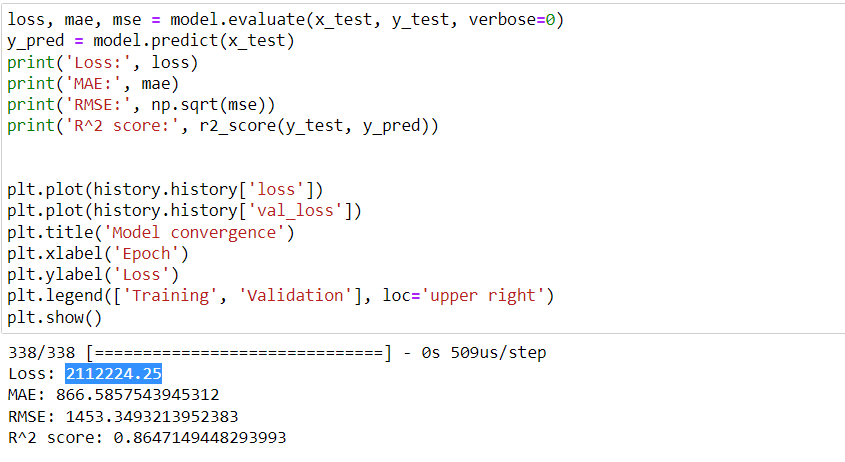 loss, mae, mse = model.evaluate(x_test, y_test, verbose=0)
y_pred = model.predict(x_test)
print('Loss:', loss)
print('MAE:', mae)
print('RMSE:', np.sqrt(mse))
print('R^2 score:', r2_score(y_test, y_pred))
plt.plot(history.history['loss'])
plt.plot(history.history['val_loss'])
plt.title('Model convergence')
plt.xlabel('Epoch')
plt.ylabel('Loss')
plt.legend(['Training', 'Validation'], loc='upper right')
plt.show()
338/338 [==============================] - 0s 509us/step
Loss: 2112224.25
MAE: 866.5857543945312
RMSE: 1453.3493213952383
R^2 score: 0.8647149448293993